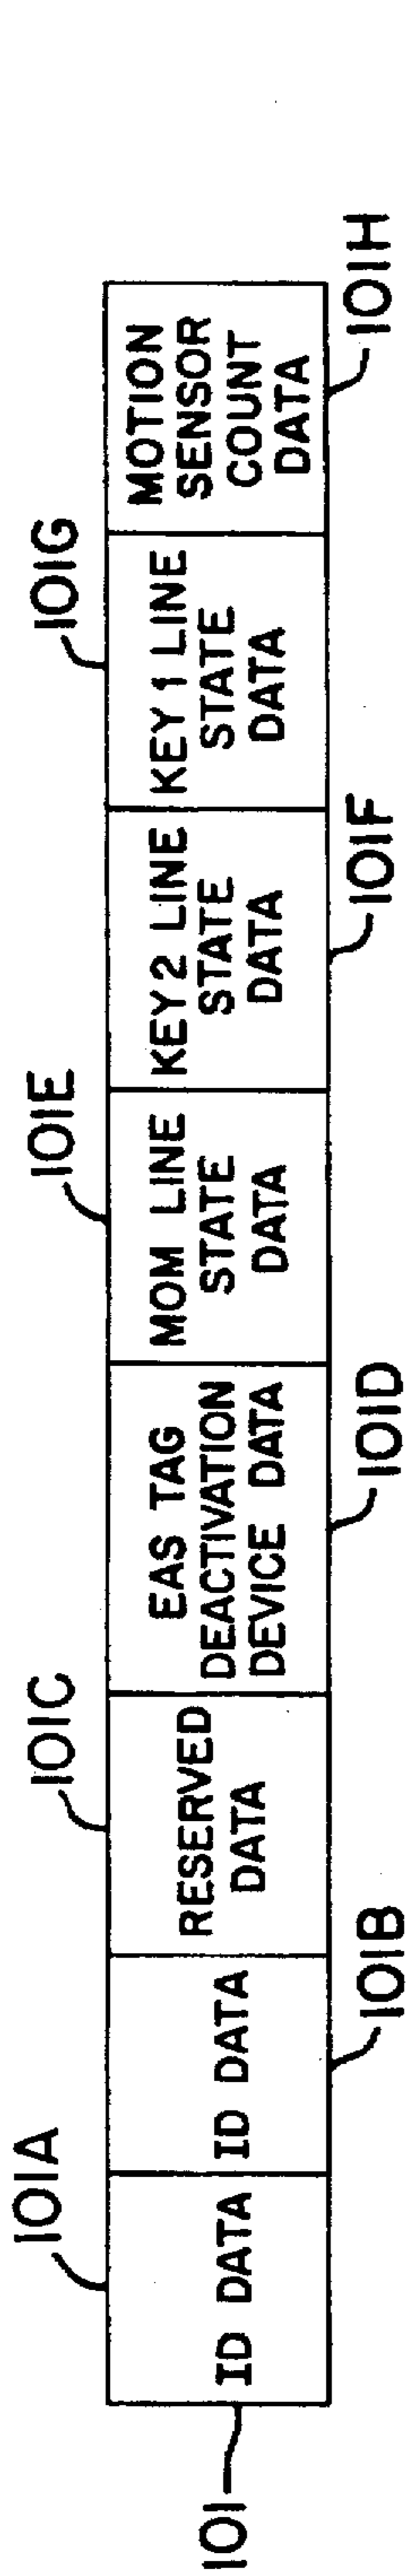 101A
101C
101E
101G
101
ID DATA
ID DATA
RESERVED
DATA
EAS TAG
DEACTIVATION
DEVICE DATA
MOM LINE
STATE
DATA
KEY 2 LINE
STATE
DATA
KEY 1 LINE
STATE
DATA
MOTION
SENSOR
COUNT
DATA
101B
101D
101F
101H